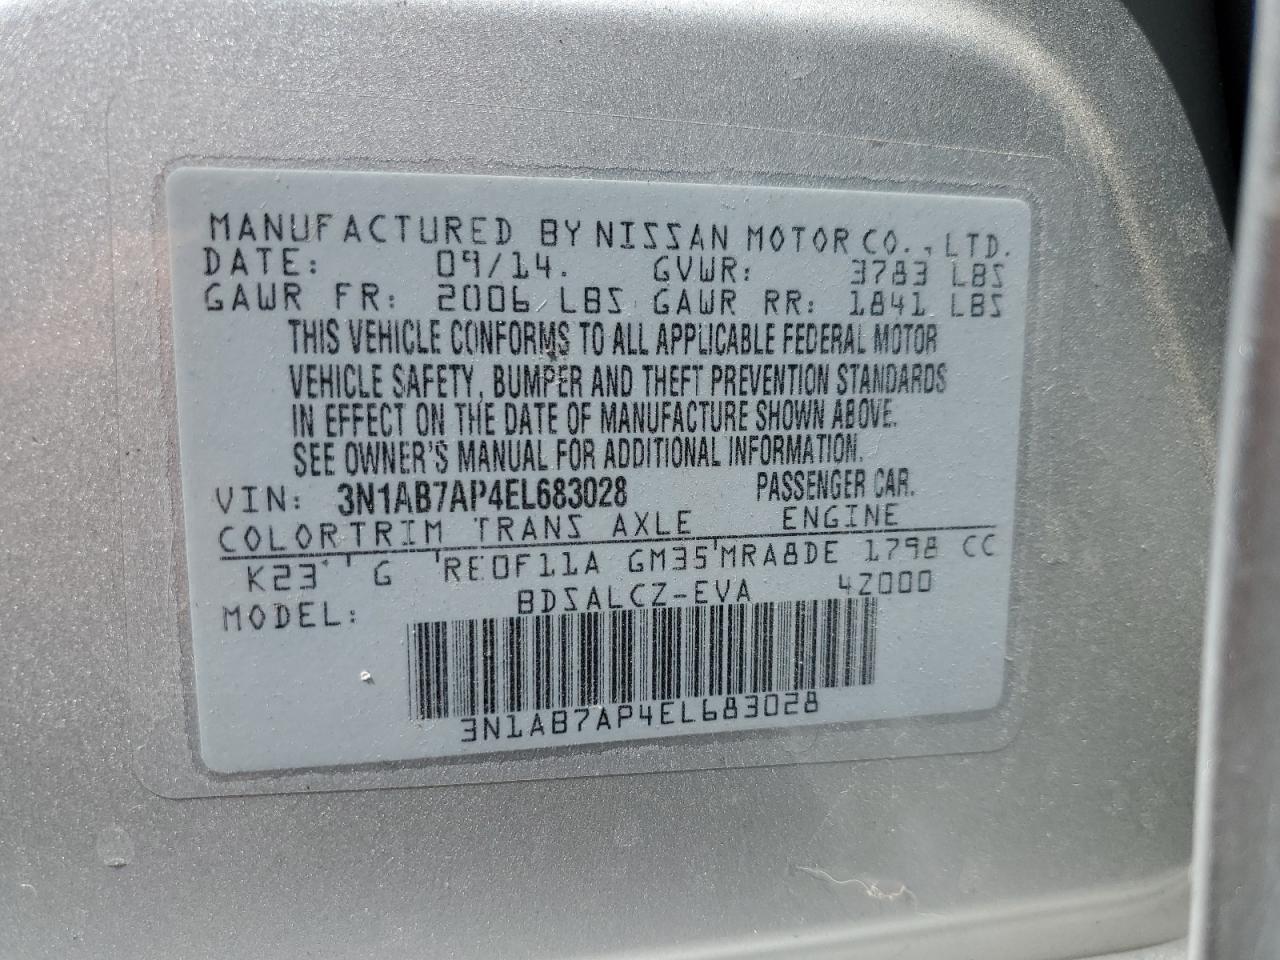 MANUFACTURED BY NISSAN MOTOR CO., LTD.
DATE: 09/14. GVWR: 3783 LBS
GAWR FR: 2006 LBS GAWR RR: 1841 LBS
THIS VEHICLE CONFORMS TO ALL APPLICABLE FEDERAL MOTOR
VEHICLE SAFETY, BUMPER AND THEFT PREVENTION STANDARDS
IN EFFECT ON THE DATE OF MANUFACTURE SHOWN ABOVE.
SEE OWNER'S MANUAL FOR ADDITIONAL INFORMATION.
VIN: 3N1AB7AP4EL683028 PASSENGER CAR.
COLOR TRIM TRANS AXLE ENGINE
K23 G RE0F11A GM35 MRA8DE 1798 CC
MODEL: BDSALCZ-EVA 42000
3N1AB7AP4EL683028